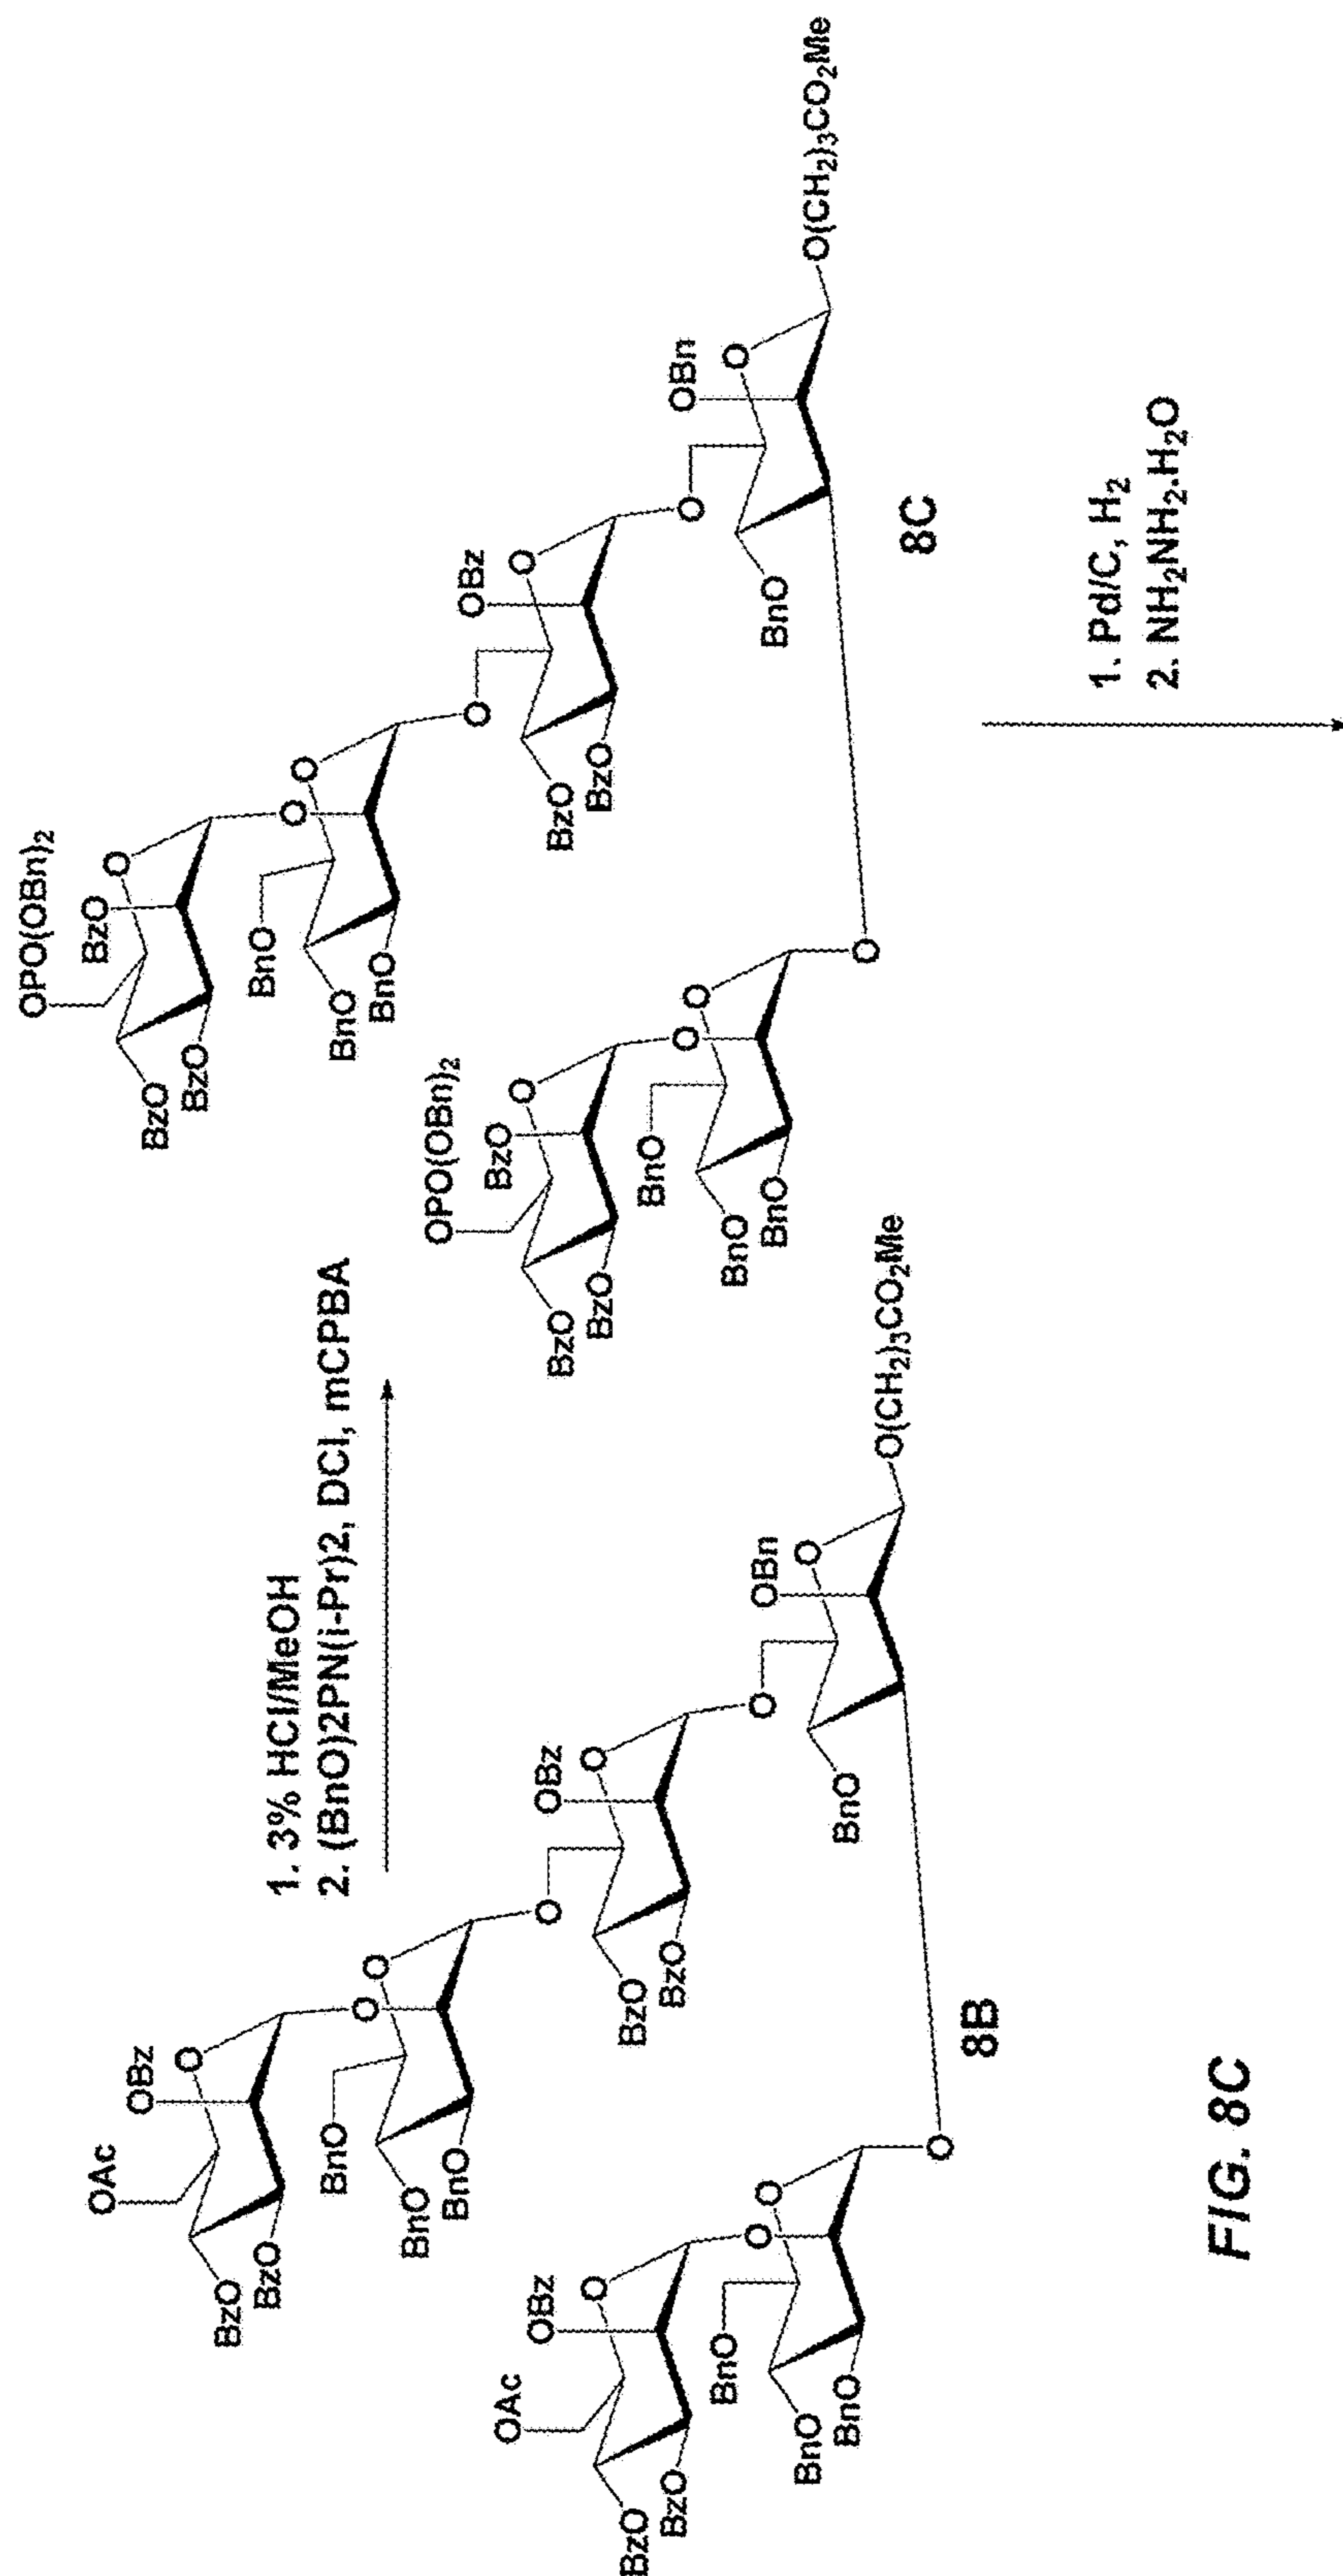 OAc
OBz
O
BzO
BzO
O
O
BnO
BnO
BnO
O
OBz
O
BzO
BzO
O
OBn
O
BnO
O(CH2)3CO2Me
OAc
OBz
O
BzO
BzO
O
O
BnO
BnO
BnO
O
8B
1. 3% HCl/MeOH
2. (BnO)2PN(i-Pr)2, DCI, mCPBA
OPO(OBn)2
BzO
O
BzO
BzO
O
O
BnO
BnO
BnO
O
OBz
O
BzO
BzO
O
OBn
O
BnO
O(CH2)3CO2Me
OPO(OBn)2
BzO
O
BzO
BzO
O
O
BnO
BnO
BnO
O
8C
1. Pd/C, H2
2. NH2NH2.H2O
FIG. 8C